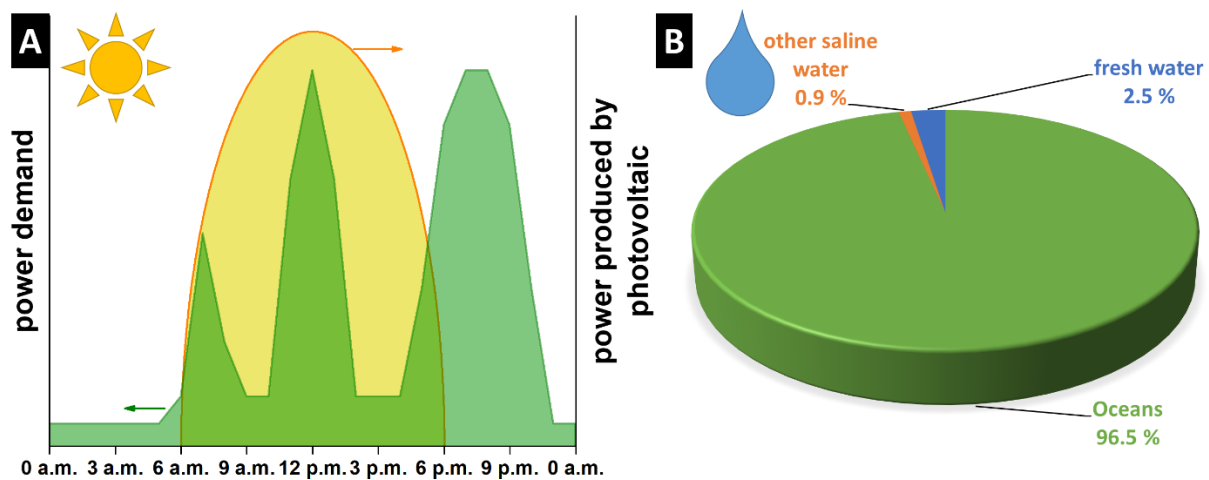 A
power demand
0 a.m. 3 a.m. 6 a.m. 9 a.m. 12 p.m. 3 p.m. 6 p.m. 9 p.m. 0 a.m.
power produced by
photovoltaic
B
other saline
water
0.9 %
fresh water
2.5 %
Oceans
96.5 %